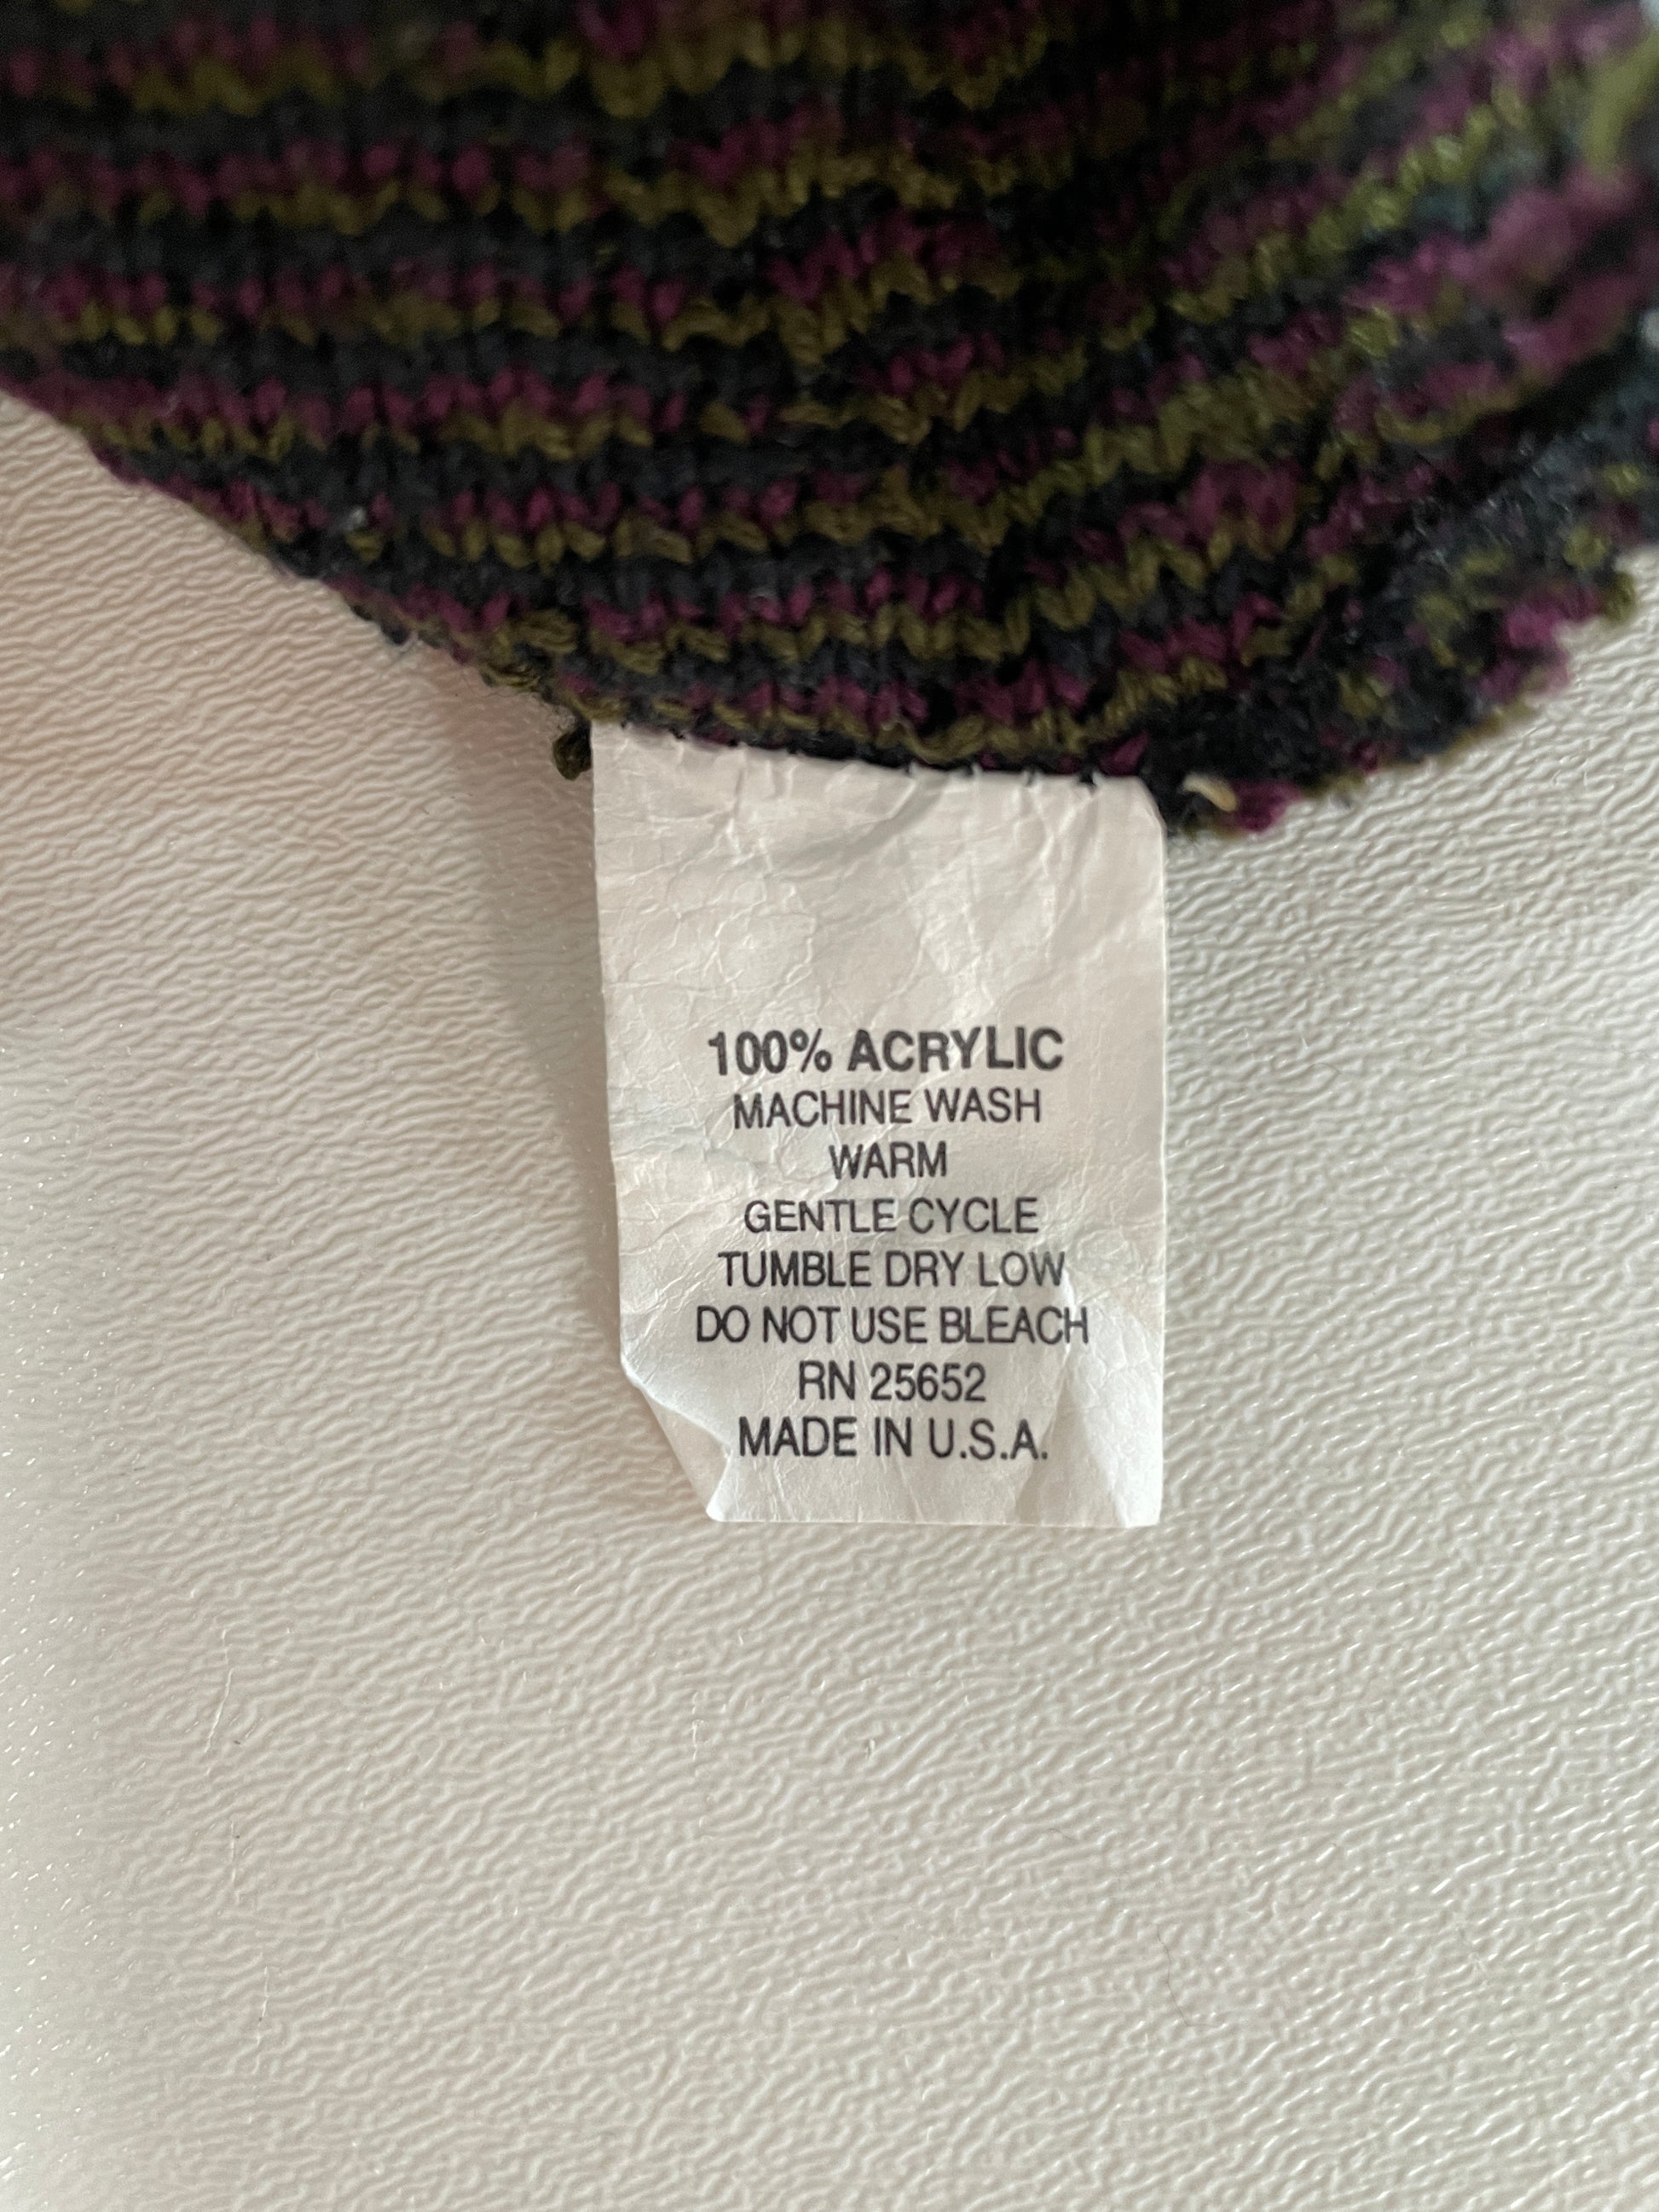 100% ACRYLIC
MACHINE WASH
WARM
GENTLE CYCLE
TUMBLE DRY LOW
DO NOT USE BLEACH
RN 25652
MADE IN U.S.A.